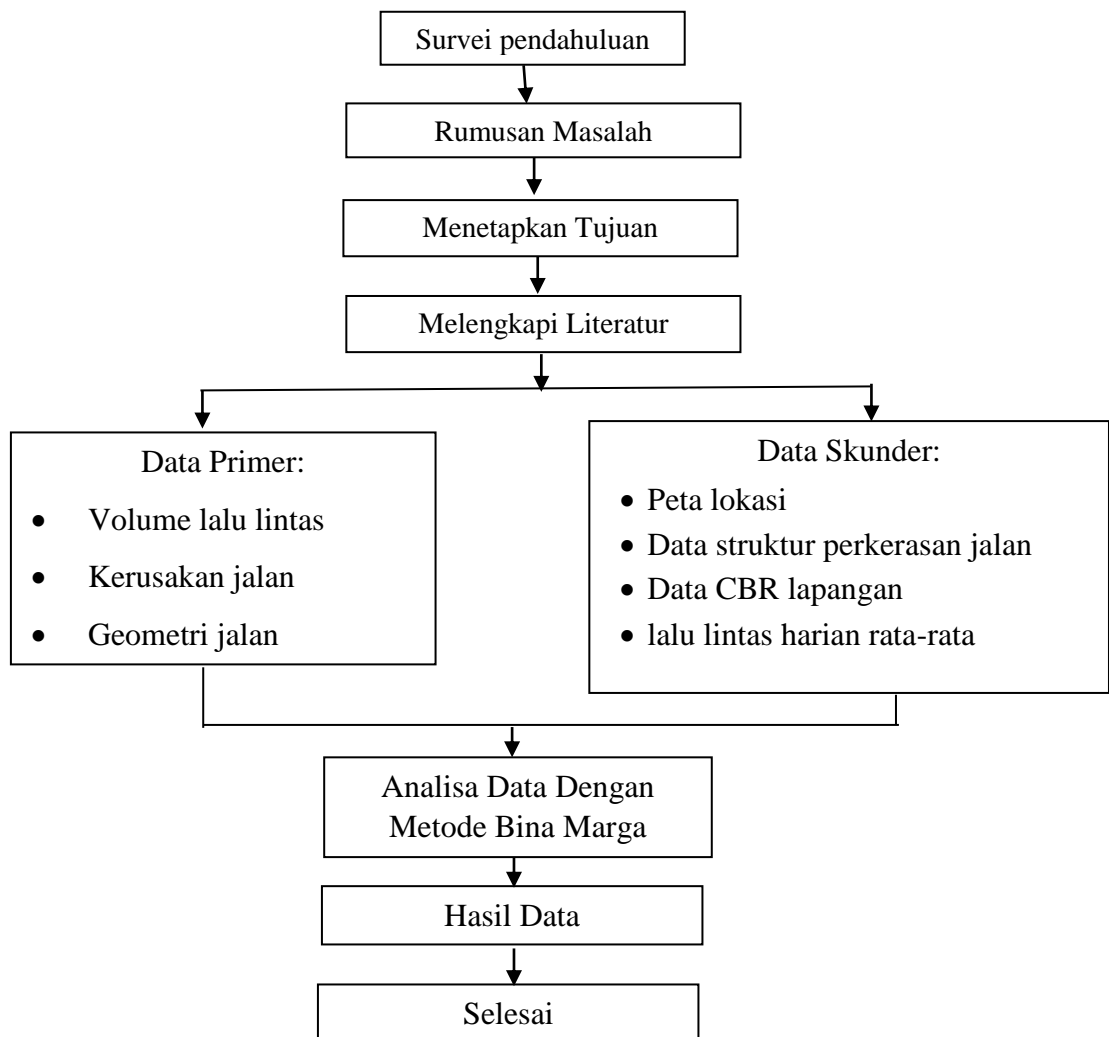 Survei pendahuluan
Rumusan Masalah
Menetapkan Tujuan
Melengkapi Literatur
Data Primer:
• Volume lalu lintas
• Kerusakan jalan
• Geometri jalan
Data Skunder:
• Peta lokasi
• Data struktur perkerasan jalan
• Data CBR lapangan
• lalu lintas harian rata-rata
Analisa Data Dengan
Metode Bina Marga
Hasil Data
Selesai